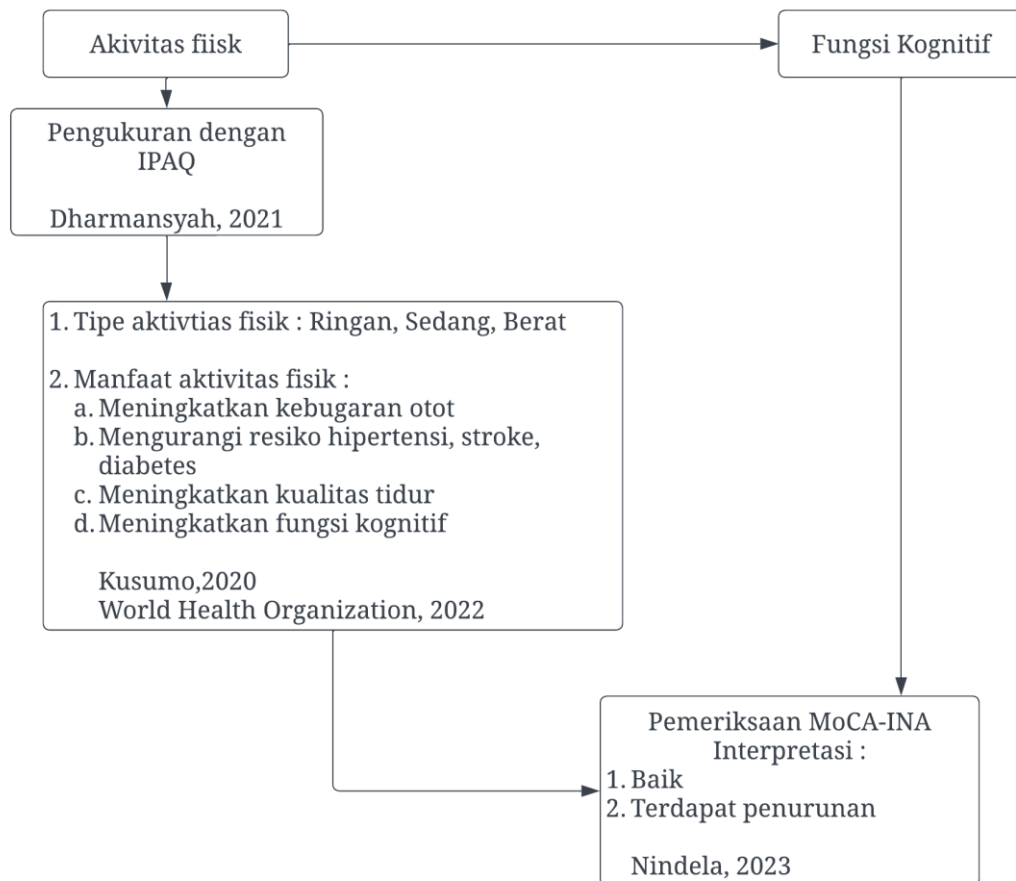 Akivitas fiisk
Fungsi Kognitif
Pengukuran dengan
IPAQ
Dharmansyah, 2021
1. Tipe aktivtias fisik : Ringan, Sedang, Berat
2. Manfaat aktivitas fisik :
a. Meningkatkan kebugaran otot
b. Mengurangi resiko hipertensi, stroke,
diabetes
c. Meningkatkan kualitas tidur
d. Meningkatkan fungsi kognitif
Kusumo,2020
World Health Organization, 2022
Pemeriksaan MoCA-INA
Interpretasi :
1. Baik
2. Terdapat penurunan
Nindela, 2023